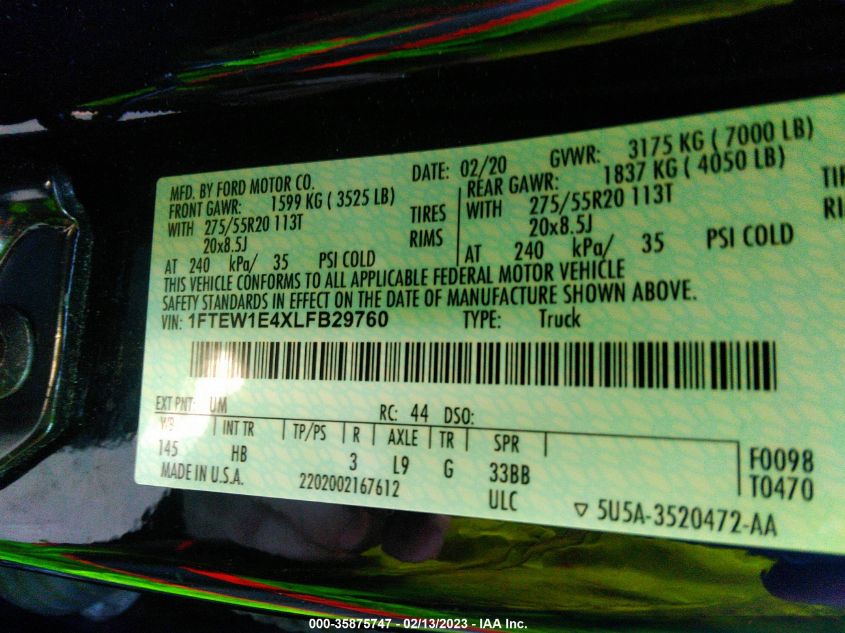 MFD. BY FORD MOTOR CO. DATE: 02/20 GVWR: 3175 KG ( 7000 LB)
FRONT GAWR: 1599 KG ( 3525 LB) REAR GAWR: 1837 KG ( 4050 LB)
WITH 275/55R20 113T TIRES WITH 275/55R20 113T
20x8.5J RIMS 20x8.5J
AT 240 kPa/ 35 PSI COLD AT 240 kPa/ 35 PSI COLD
THIS VEHICLE CONFORMS TO ALL APPLICABLE FEDERAL MOTOR VEHICLE
SAFETY STANDARDS IN EFFECT ON THE DATE OF MANUFACTURE SHOWN ABOVE.
VIN: 1FTEW1E4XLFB29760 TYPE: Truck
EXT PNT: UM RC: 44 DSO:
WB INT TR TP/PS R AXLE TR SPR
145 HB 3 L9 G 33BB F0098
MADE IN U.S.A. 2202002167612 ULC T0470
▽ 5U5A-3520472-AA
000-35875747 - 02/13/2023 - IAA Inc.